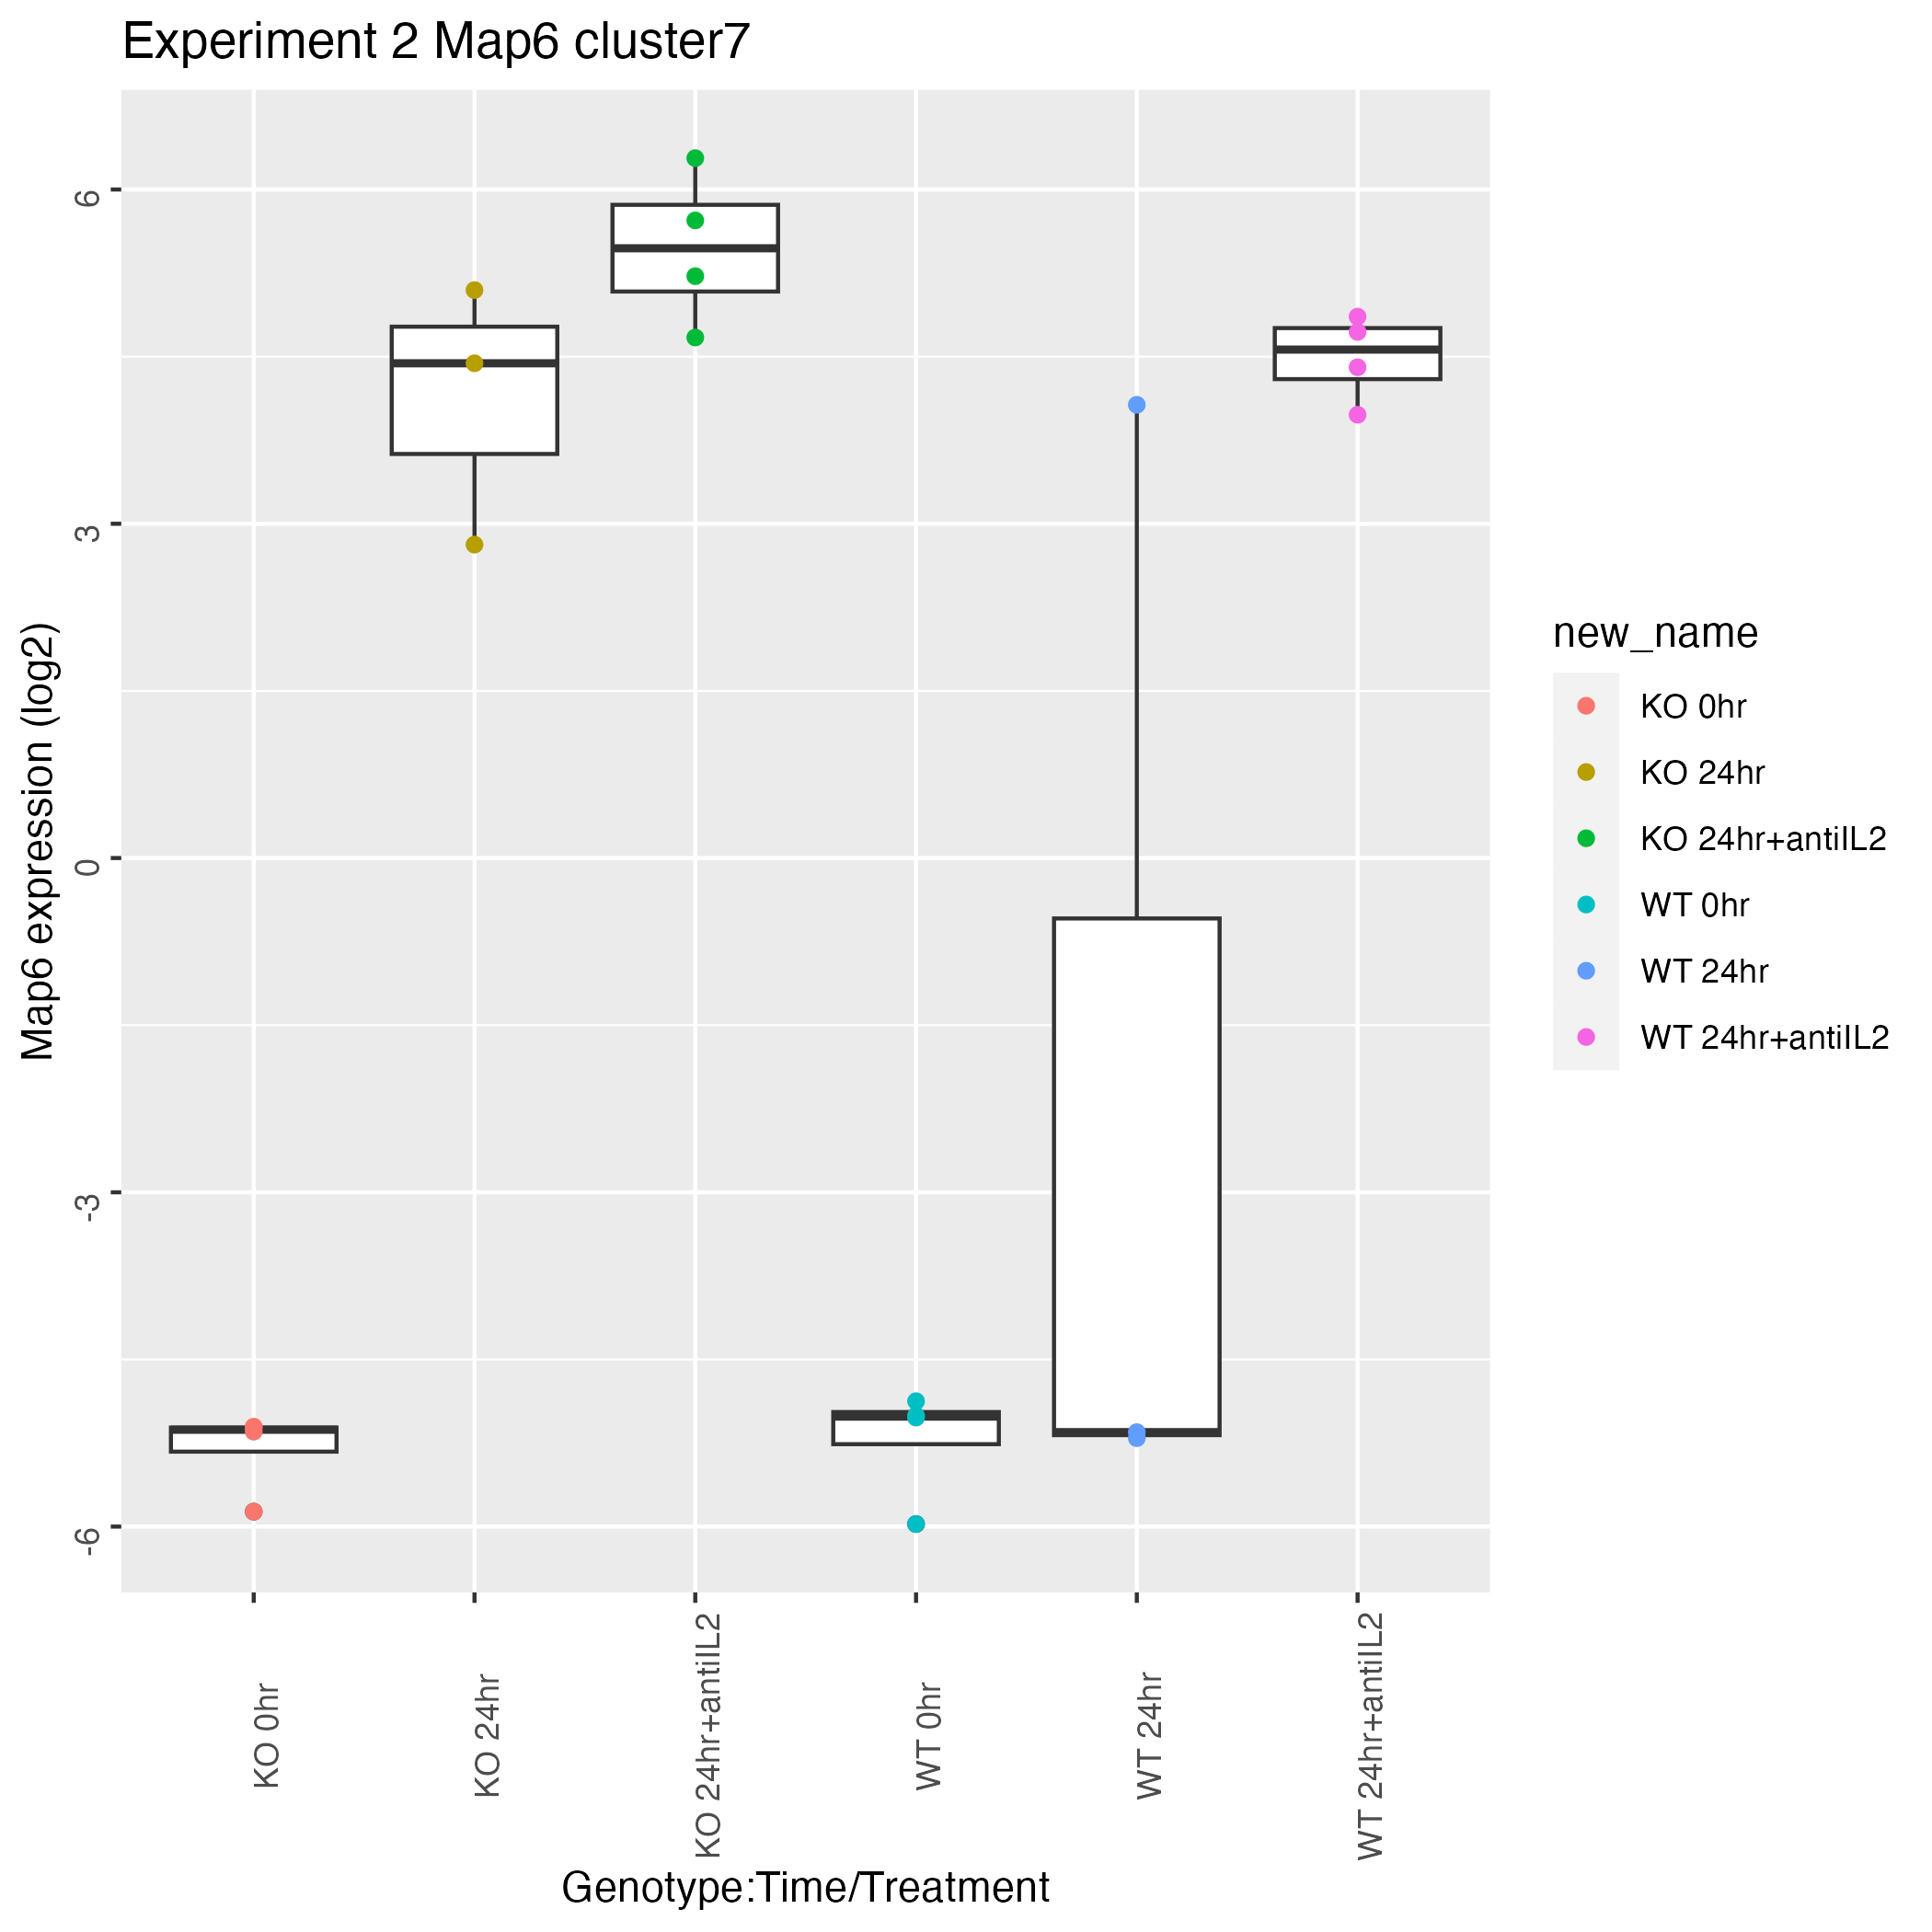 Experiment 2 Map6 cluster7
Map6 expression (log2)
6
3
0
-3
-6
KO 0hr
KO 24hr
KO 24hr+antiIL2
WT 0hr
WT 24hr
WT 24hr+antiIL2
Genotype:Time/Treatment
new_name
KO 0hr
KO 24hr
KO 24hr+antiIL2
WT 0hr
WT 24hr
WT 24hr+antiIL2